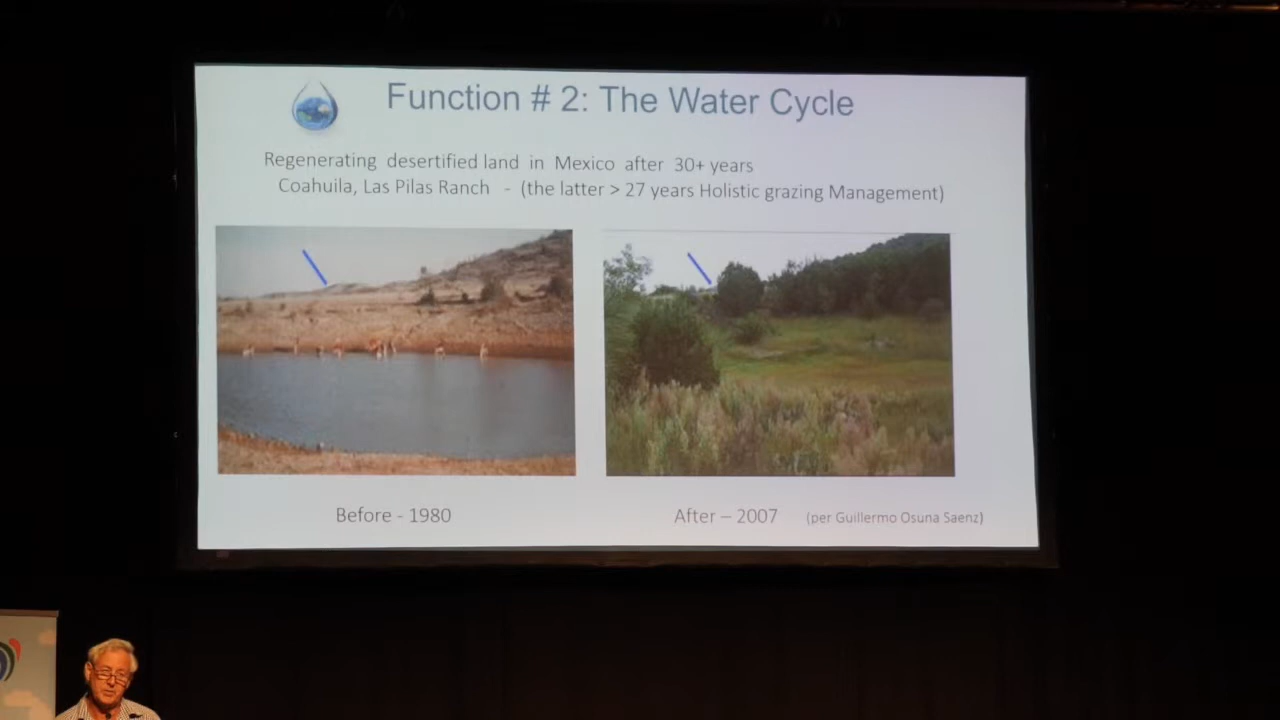 Function # 2: The Water Cycle
Regenerating desertified land in Mexico after 30+ years
Coahuila, Las Pilas Ranch - (the latter > 27 years Holistic grazing Management)
Before - 1980
After – 2007 (per Guillermo Osuna Saenz)